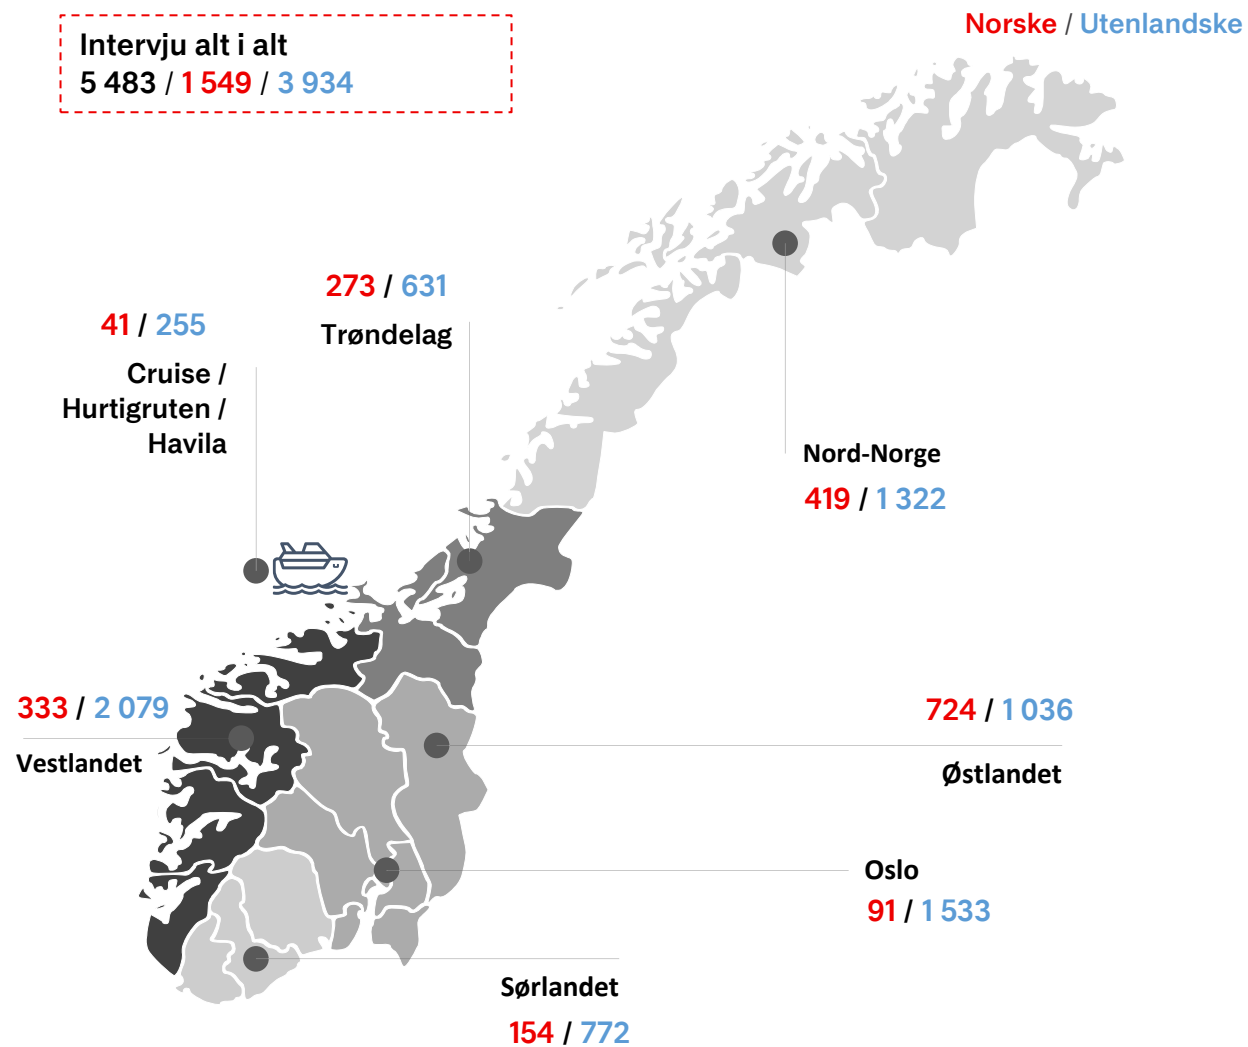 Norske / Utenlandske
Intervju alt i alt
5 483 / 1 549 / 3 934
273 / 631
Trøndelag
41 / 255
Cruise /
Hurtigruten /
Havila
Nord-Norge
419 / 1 322
333 / 2 079
Vestlandet
724 / 1 036
Østlandet
Oslo
91 / 1 533
Sørlandet
154 / 772